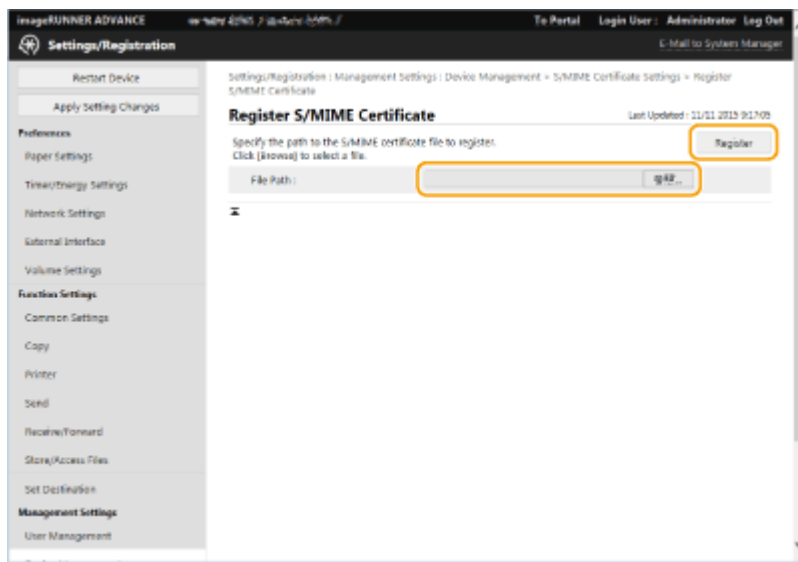 imageRUNNER ADVANCE
To Portal Login User : Administrator Log Out
Settings/Registration
E-Mail to System Manager
Restart Device
Apply Setting Changes
Preferences
Paper Settings
Timer/Energy Settings
Network Settings
External Interface
Volume Settings
Function Settings
Common Settings
Copy
Printer
Send
Receive/Forward
Store/Access Files
Set Destination
Management Settings
User Management
Settings/Registration : Management Settings : Device Management > S/MIME Certificate Settings > Register
S/MIME Certificate
Register S/MIME Certificate
Last Updated : 11/11 2015 9:17:05
Specify the path to the S/MIME certificate file to register.
Click [Browse] to select a file.
Register
File Path :